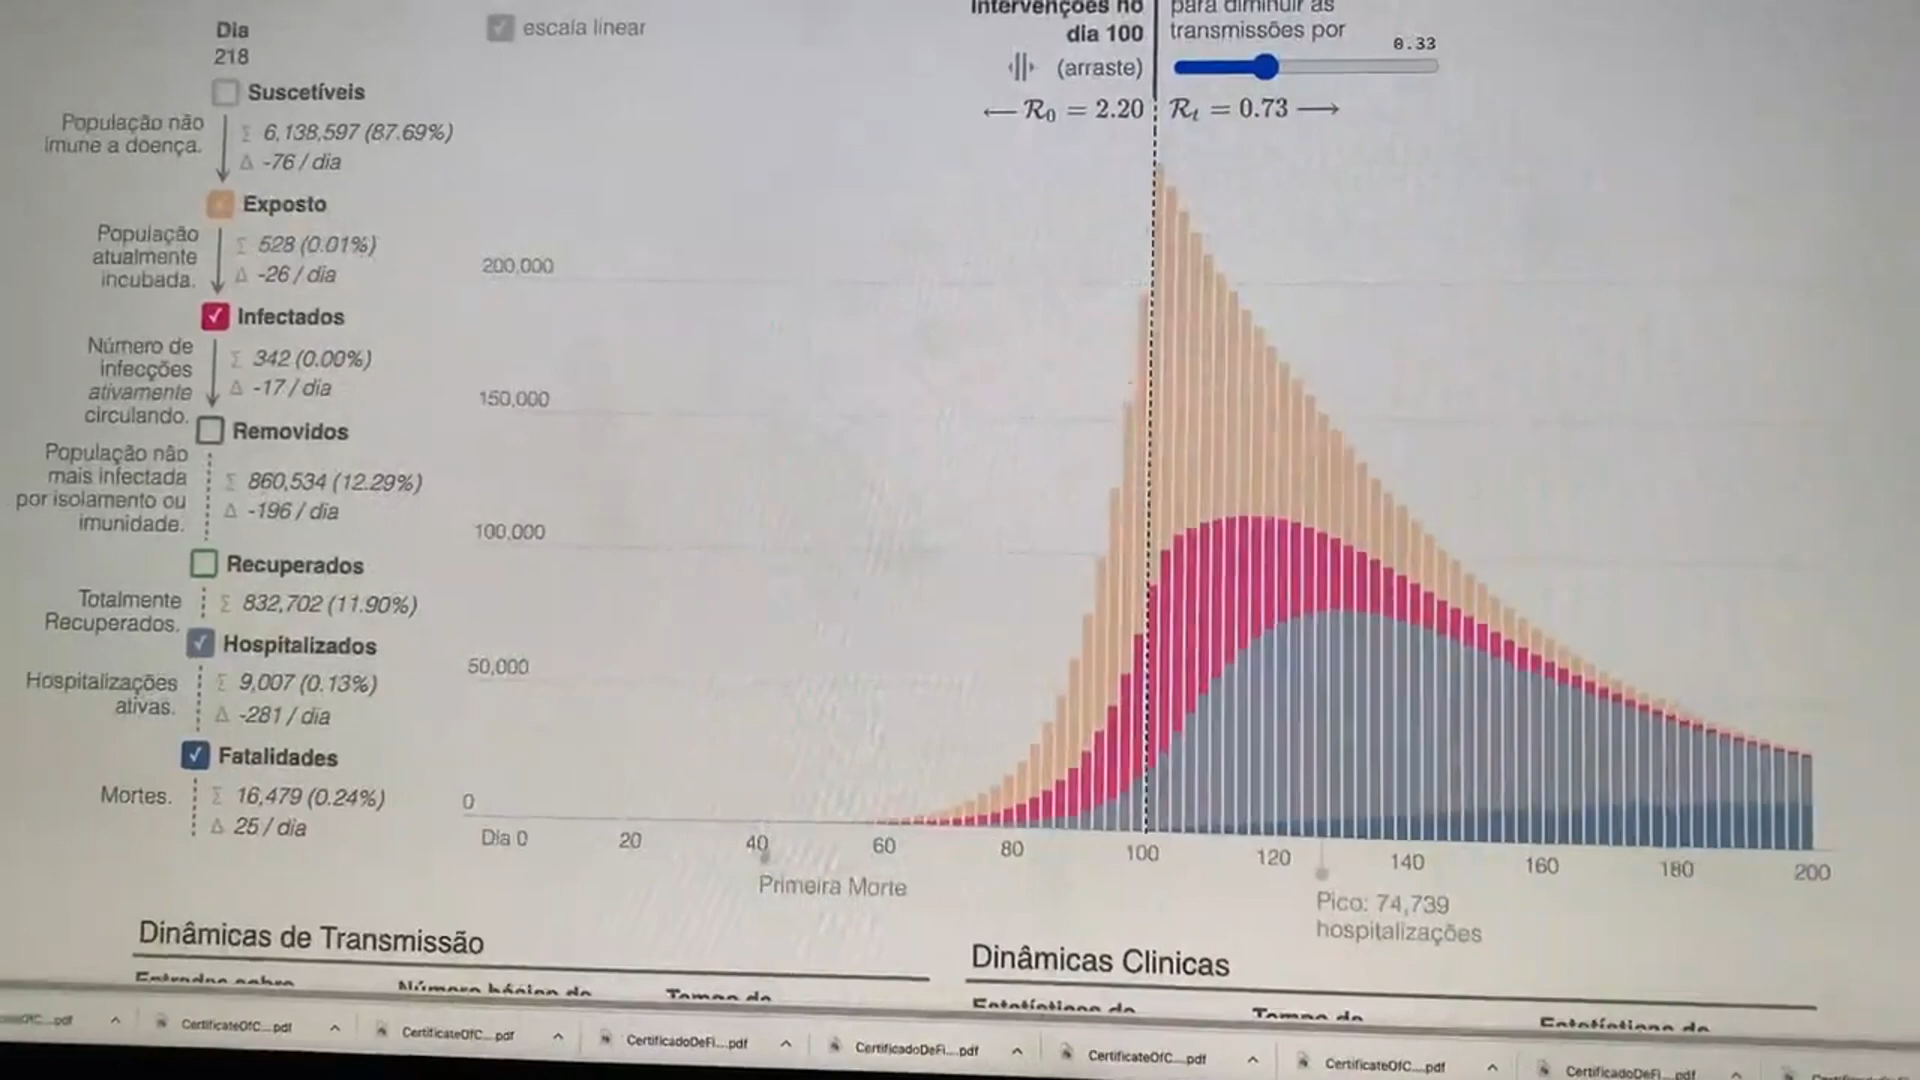 Dia
218
escala linear
Intervenções no
dia 100
(arraste)
para diminuir as
transmissões por
0.33
← R₀ = 2.20
Rₜ = 0.73 →
Suscetíveis
População não
imune a doença.
Σ 6,138,597 (87.69%)
Δ -76 / dia
Exposto
População
atualmente
incubada.
Σ 528 (0.01%)
Δ -26 / dia
Infectados
Número de
infecções
ativamente
circulando.
Σ 342 (0.00%)
Δ -17 / dia
Removidos
População não
mais infectada
por isolamento ou
imunidade.
Σ 860,534 (12.29%)
Δ -196 / dia
Recuperados
Totalmente
Recuperados.
Σ 832,702 (11.90%)
Hospitalizados
Hospitalizações
ativas.
Σ 9,007 (0.13%)
Δ -281 / dia
Fatalidades
Mortes.
Σ 16,479 (0.24%)
Δ 25 / dia
200,000
150,000
100,000
50,000
0
Dia 0 20 40 60 80 100 120 140 160 180 200
Primeira Morte
Pico: 74,739
hospitalizações
Dinâmicas de Transmissão
Dinâmicas Clinicas
Número básico do
Tempo do
Tempo do
CertificateOfC....pdf
CertificateOfC....pdf
CertificadoDeFi....pdf
CertificadoDeFi....pdf
CertificateOfC....pdf
CertificateOfC....pdf
CertificadoDeFi....pdf